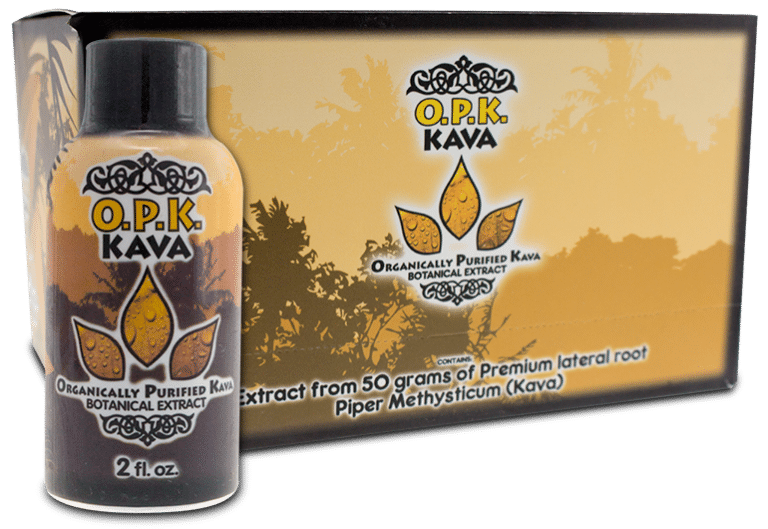 O.P.K.
KAVA
ORGANICALLY PURIFIED KAVA
BOTANICAL EXTRACT
2 fl. oz.
O.P.K.
KAVA
ORGANICALLY PURIFIED KAVA
BOTANICAL EXTRACT
CONTAINS:
Extract from 50 grams of Premium lateral root
Piper Methysticum (Kava)